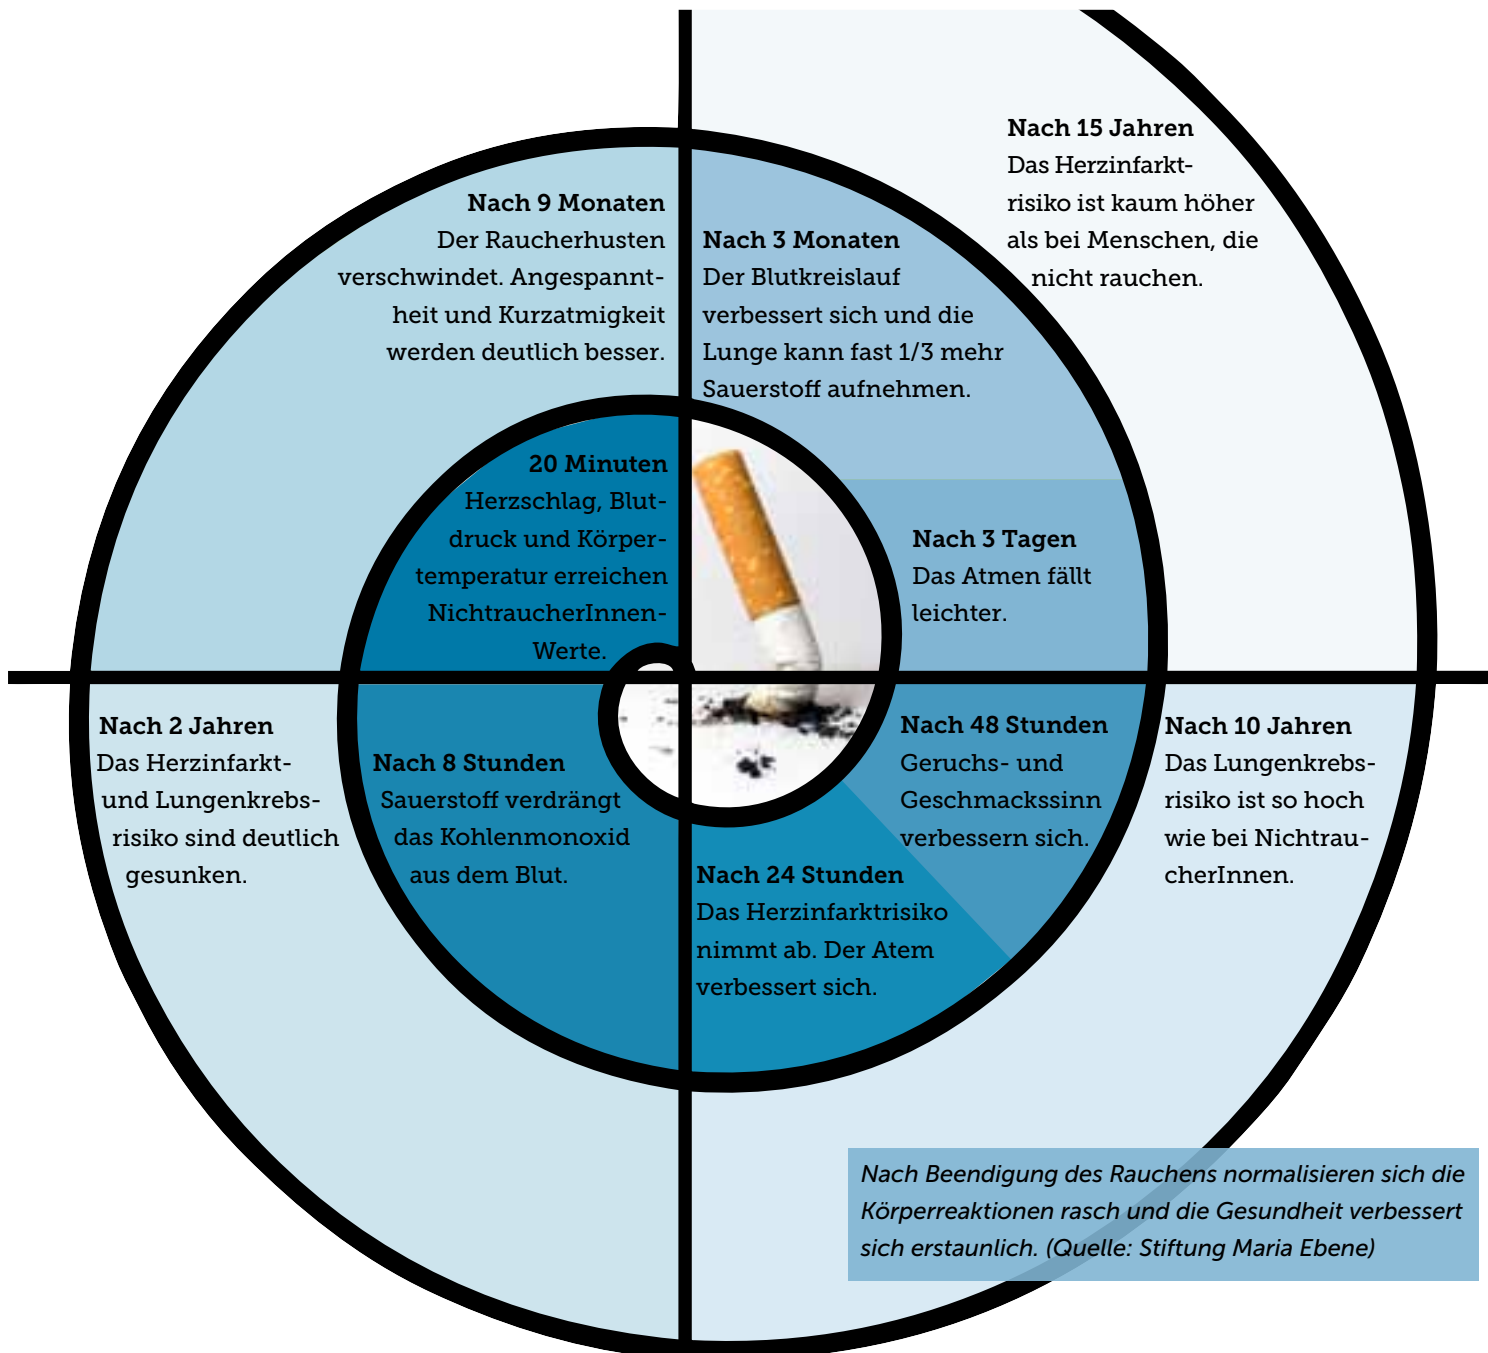 Nach 15 Jahren
Das Herzinfarkt-
risiko ist kaum höher
als bei Menschen, die
nicht rauchen.
Nach 9 Monaten
Der Raucherhusten
verschwindet. Angespannt-
heit und Kurzatmigkeit
werden deutlich besser.
Nach 3 Monaten
Der Blutkreislauf
verbessert sich und die
Lunge kann fast 1/3 mehr
Sauerstoff aufnehmen.
20 Minuten
Herzschlag, Blut-
druck und Körper-
temperatur erreichen
NichtraucherInnen-
Werte.
Nach 3 Tagen
Das Atmen fällt
leichter.
Nach 2 Jahren
Das Herzinfarkt-
und Lungenkrebs-
risiko sind deutlich
gesunken.
Nach 8 Stunden
Sauerstoff verdrängt
das Kohlenmonoxid
aus dem Blut.
Nach 24 Stunden
Das Herzinfarktrisiko
nimmt ab. Der Atem
verbessert sich.
Nach 48 Stunden
Geruchs- und
Geschmackssinn
verbessern sich.
Nach 10 Jahren
Das Lungenkrebs-
risiko ist so hoch
wie bei Nichtrau-
cherInnen.
Nach Beendigung des Rauchens normalisieren sich die
Körperreaktionen rasch und die Gesundheit verbessert
sich erstaunlich. (Quelle: Stiftung Maria Ebene)